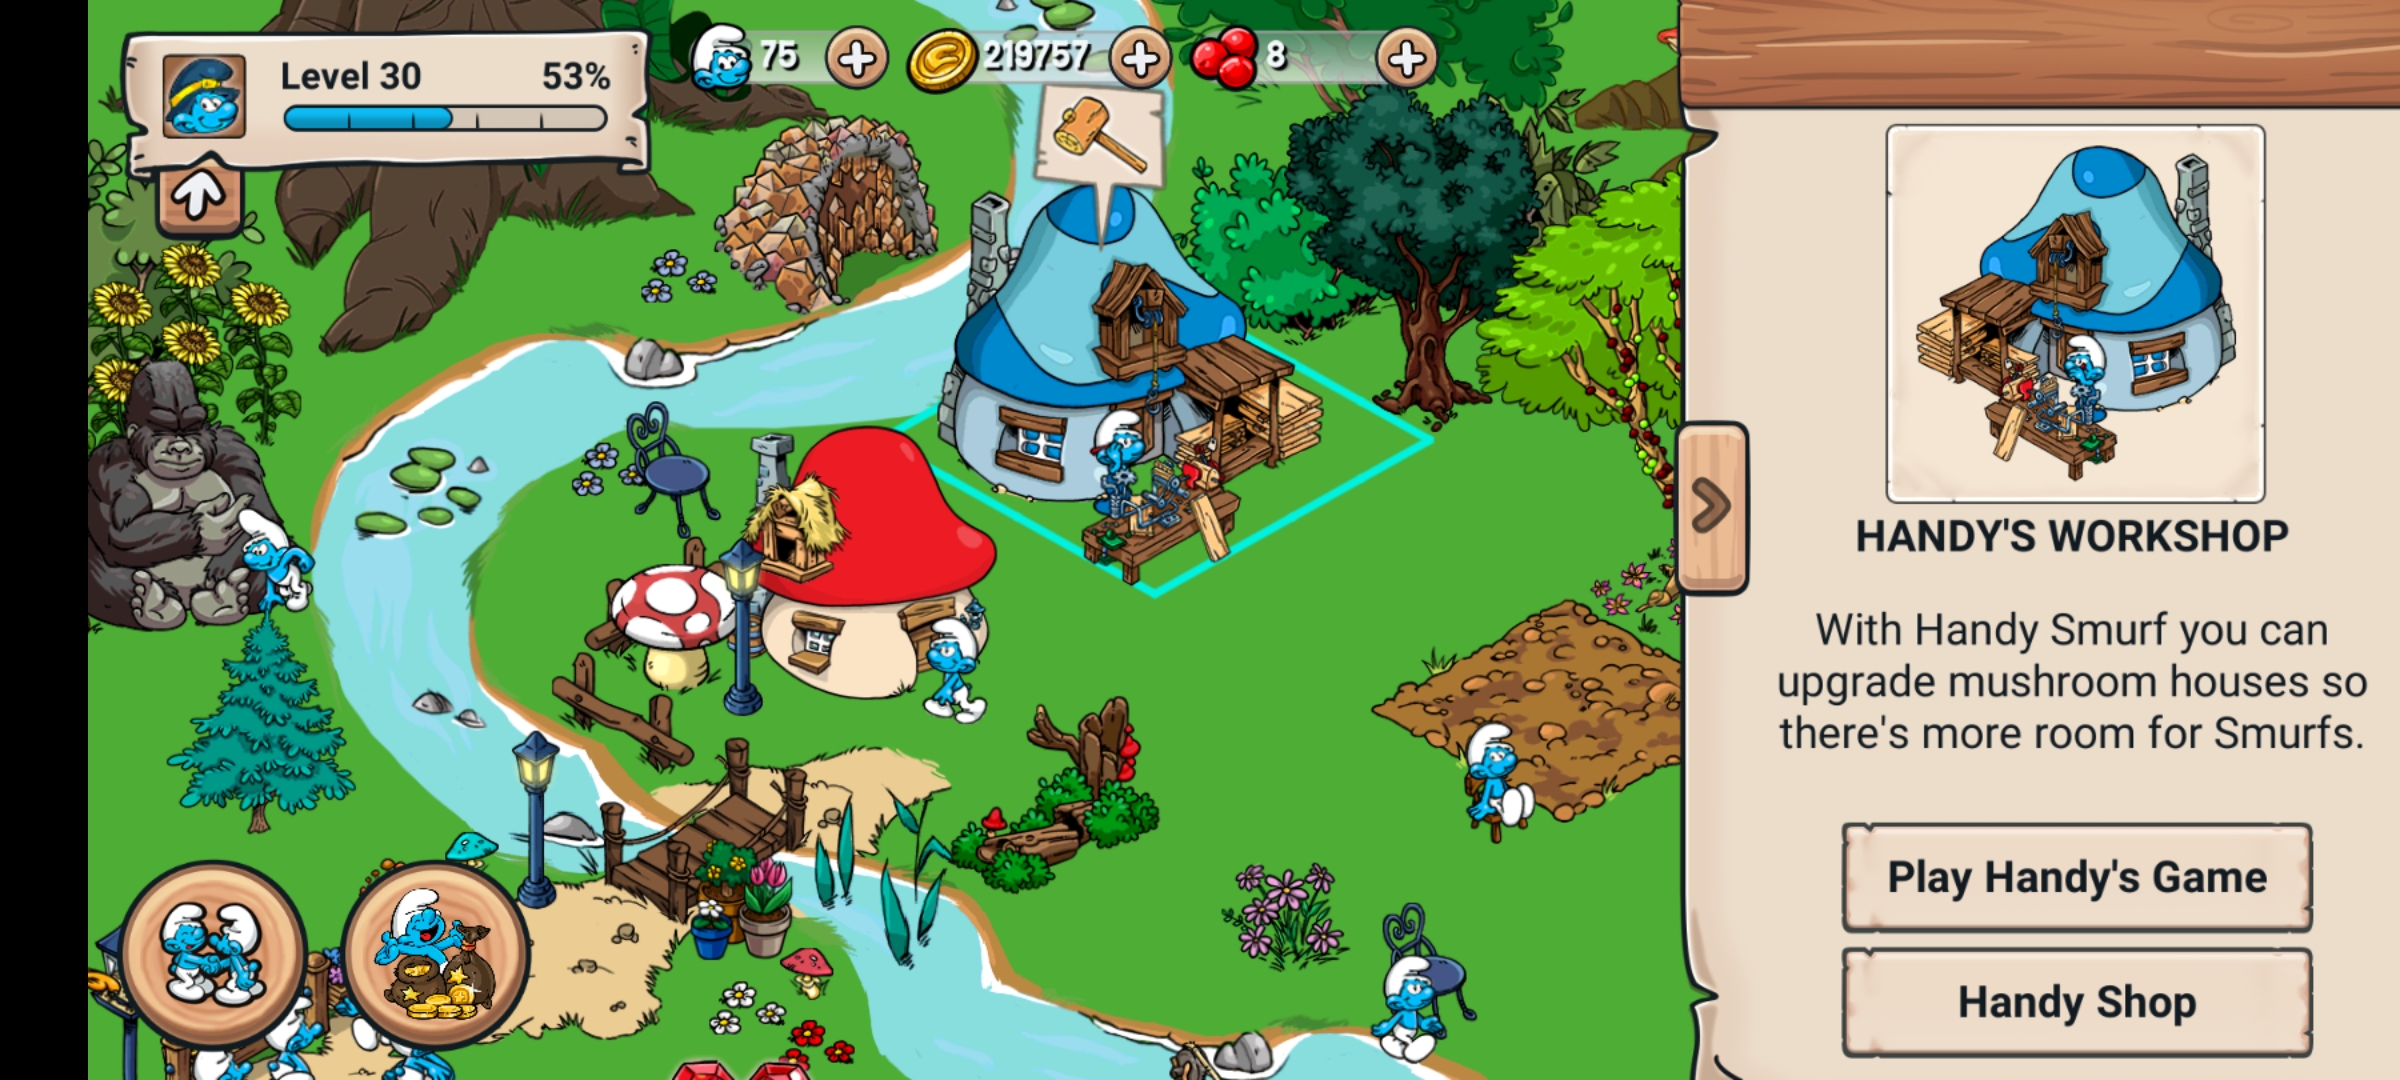 Level 30 53%
75
219757
8
HANDY'S WORKSHOP
With Handy Smurf you can
upgrade mushroom houses so
there's more room for Smurfs.
Play Handy's Game
Handy Shop